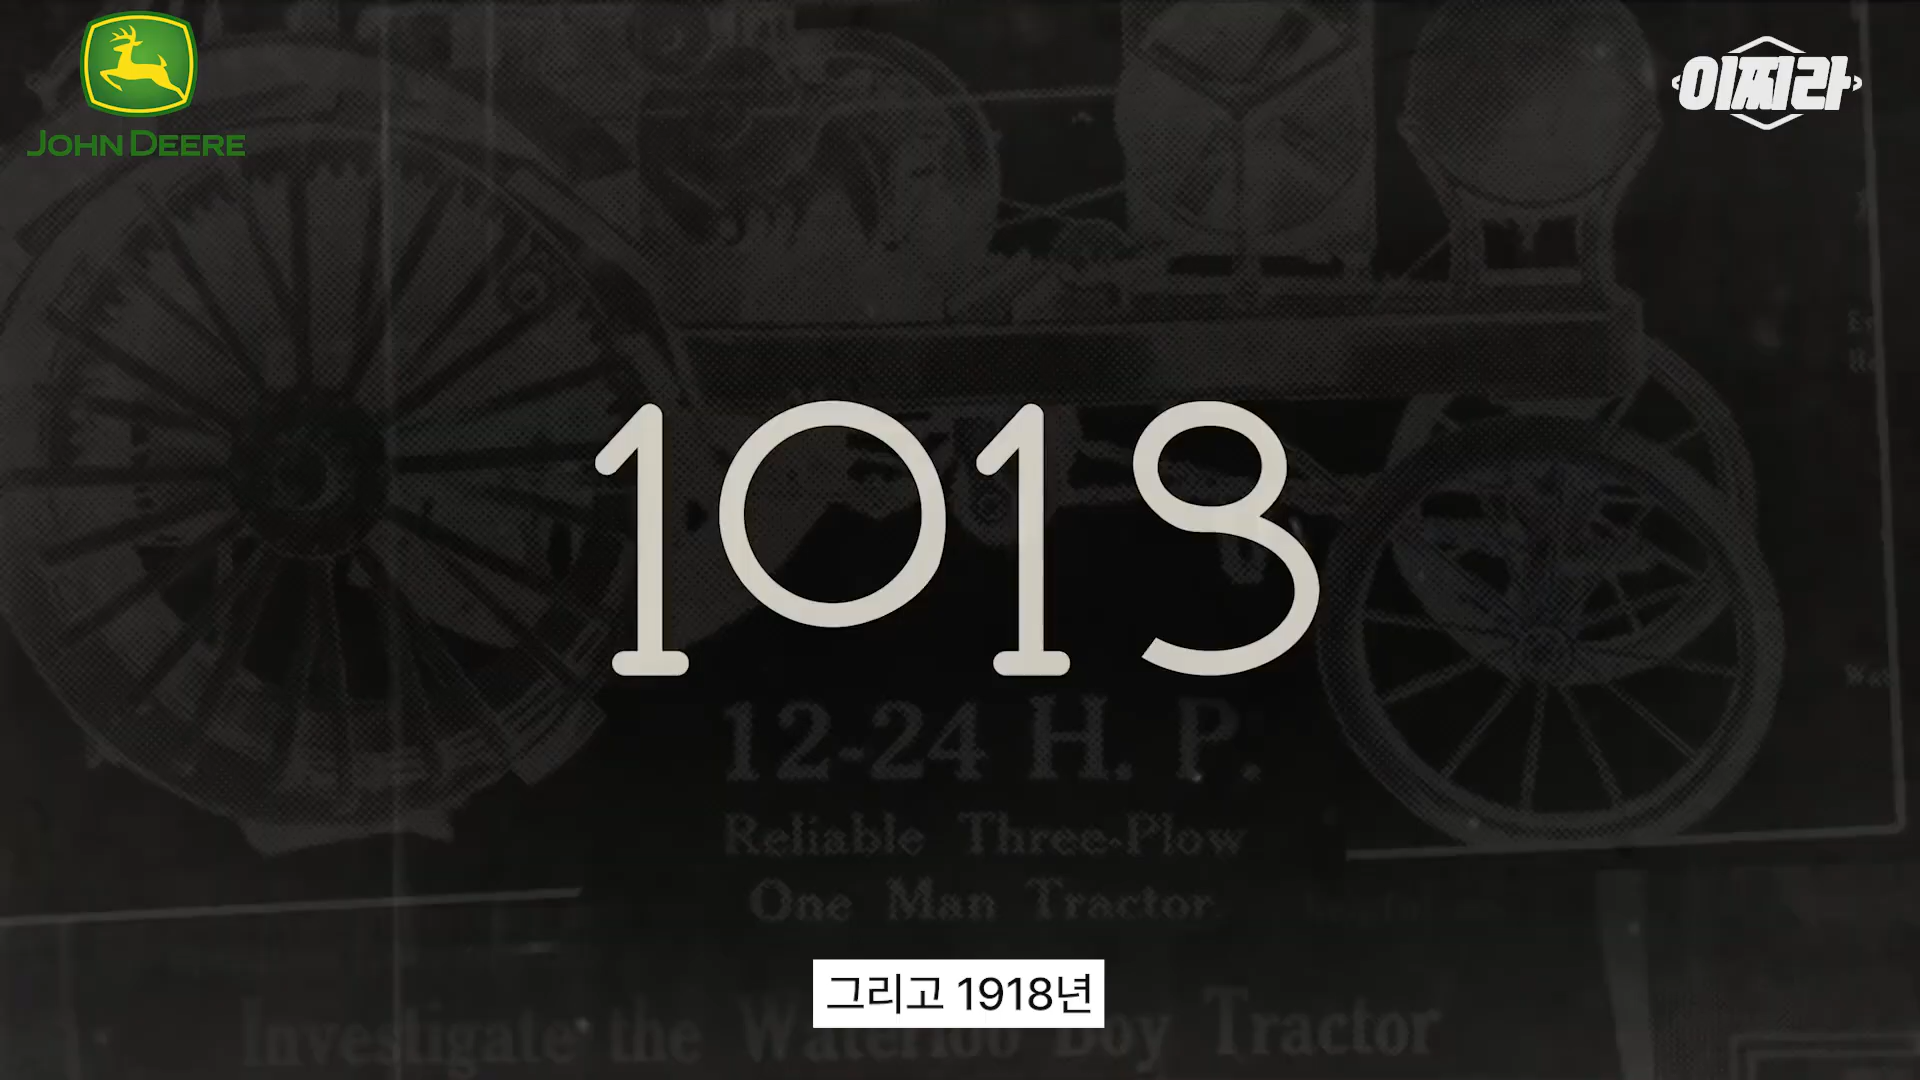 JOHN DEERE
이찌라
1918
12-24 H. P.
Reliable Three-Plow
One Man Tractor
그리고 1918년
Investigate the Waterloo Boy Tractor